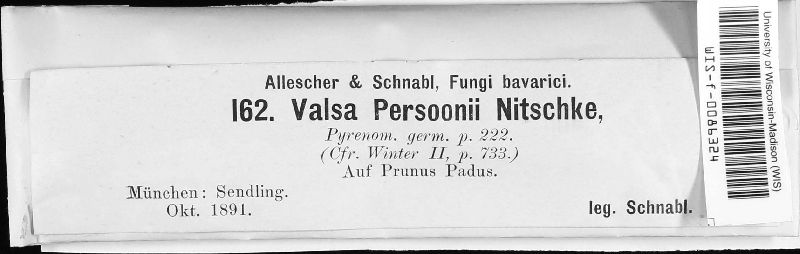 Allescher & Schnabl, Fungi bavarici.
162. Valsa Persoonii Nitschke,
Pyrenom. germ. p. 222.
(Cfr. Winter II, p. 733.)
Auf Prunus Padus.
München: Sendling.
Okt. 1891.
leg. Schnabl.
University of Wisconsin-Madison (WIS)
WIS-f-0086324